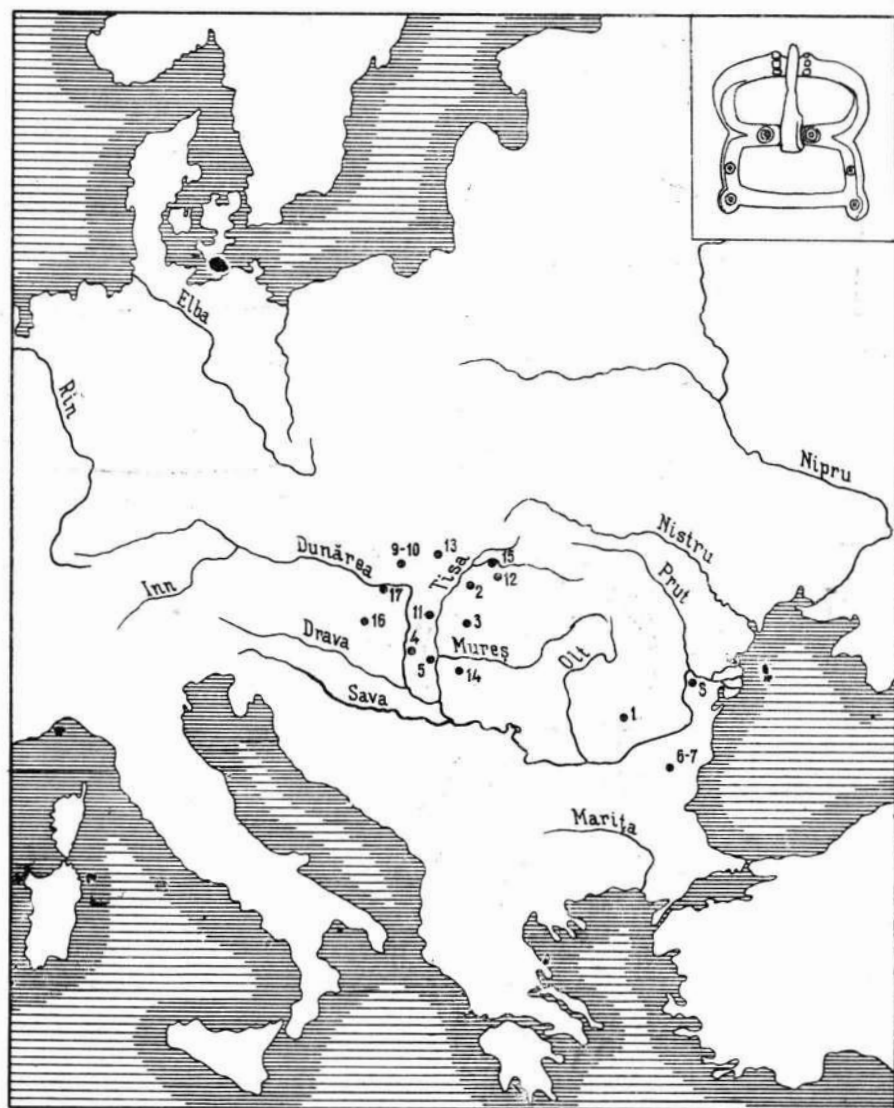 Elba
Rin
Nipru
Nistru
Prut
Dunărea
9-10
13
Tisa
15
12
2
Inn
17
11
3
16
Drava
4
Mureș
Olt
5
14
Sava
S
1
6-7
Marița